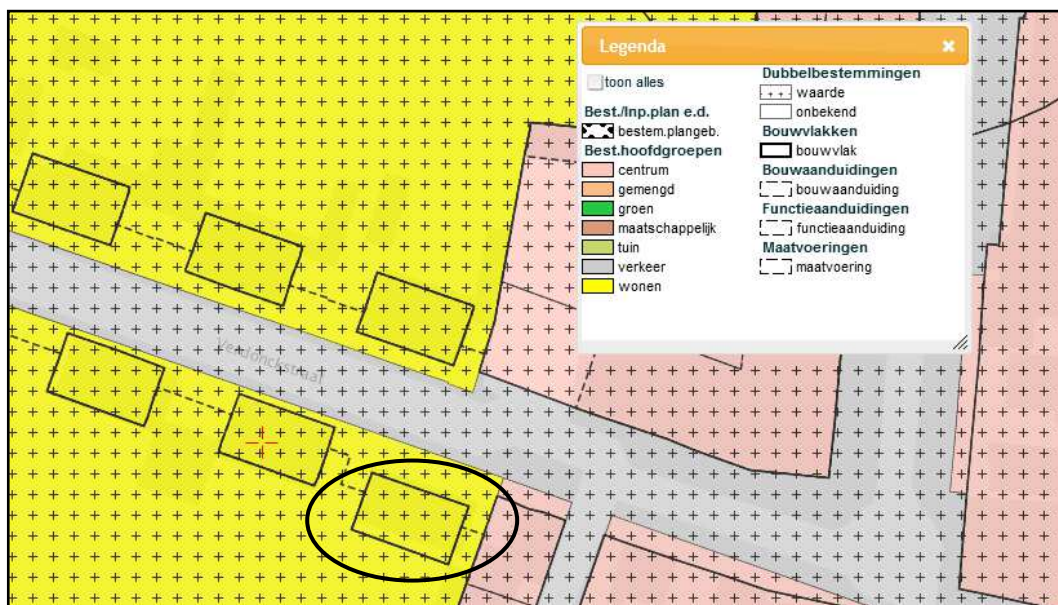 Legenda
toon alles
Best./Inp.plan e.d.
bestem.plangeb.
Best.hoofdgroepen
centrum
gemengd
groen
maatschappelijk
tuin
verkeer
wonen
Dubbelbestemmingen
waarde
onbekend
Bouwvlakken
bouwvlak
Bouwaanduidingen
bouwaanduiding
Functieaanduidingen
functieaanduiding
Maatvoeringen
maatvoering
Verdonckstraat